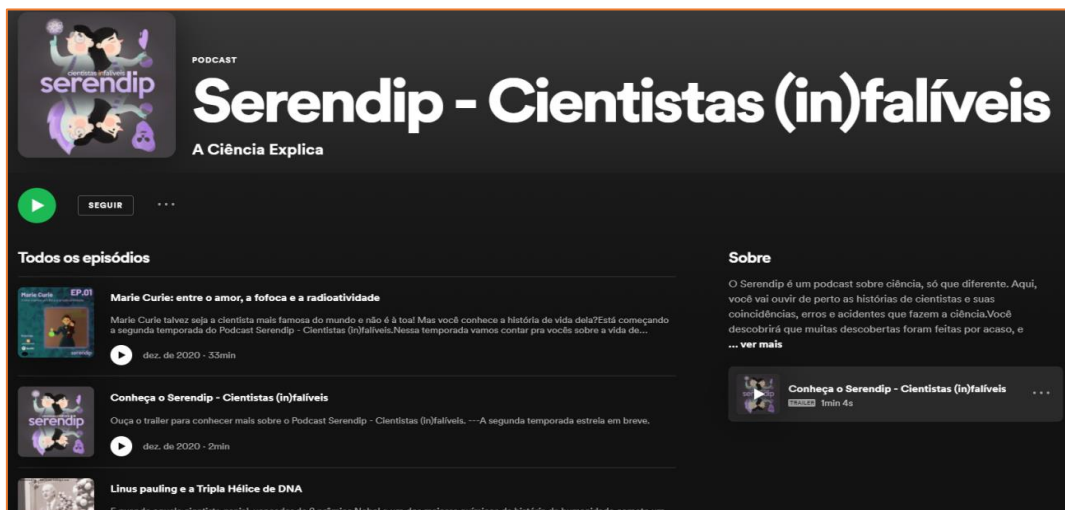 cientistas infalíveis
serendip
PODCAST
Serendip - Cientistas (in)falíveis
A Ciência Explica
SEGUIR
Todos os episódios
Marie Curie
EP.01
serendip
Marie Curie: entre o amor, a fofoca e a radioatividade
Marie Curie talvez seja a cientista mais famosa do mundo e não é à toa! Mas você conhece a história de vida dela?Está começando
a segunda temporada do Podcast Serendip - Cientistas (in)falíveis.Nessa temporada vamos contar pra vocês sobre a vida de...
dez. de 2020 · 33min
serendip
Conheça o Serendip - Cientistas (in)falíveis
Ouça o trailer para conhecer mais sobre o Podcast Serendip - Cientistas (in)falíveis. ---A segunda temporada estreia em breve.
dez. de 2020 · 2min
Linus pauling e a Tripla Hélice de DNA
Sobre
O Serendip é um podcast sobre ciência, só que diferente. Aqui,
você vai ouvir de perto as histórias de cientistas e suas
coincidências, erros e acidentes que fazem a ciência.Você
descobrirá que muitas descobertas foram feitas por acaso, e
... ver mais
Conheça o Serendip - Cientistas (in)falíveis
TRAILER 1min 4s